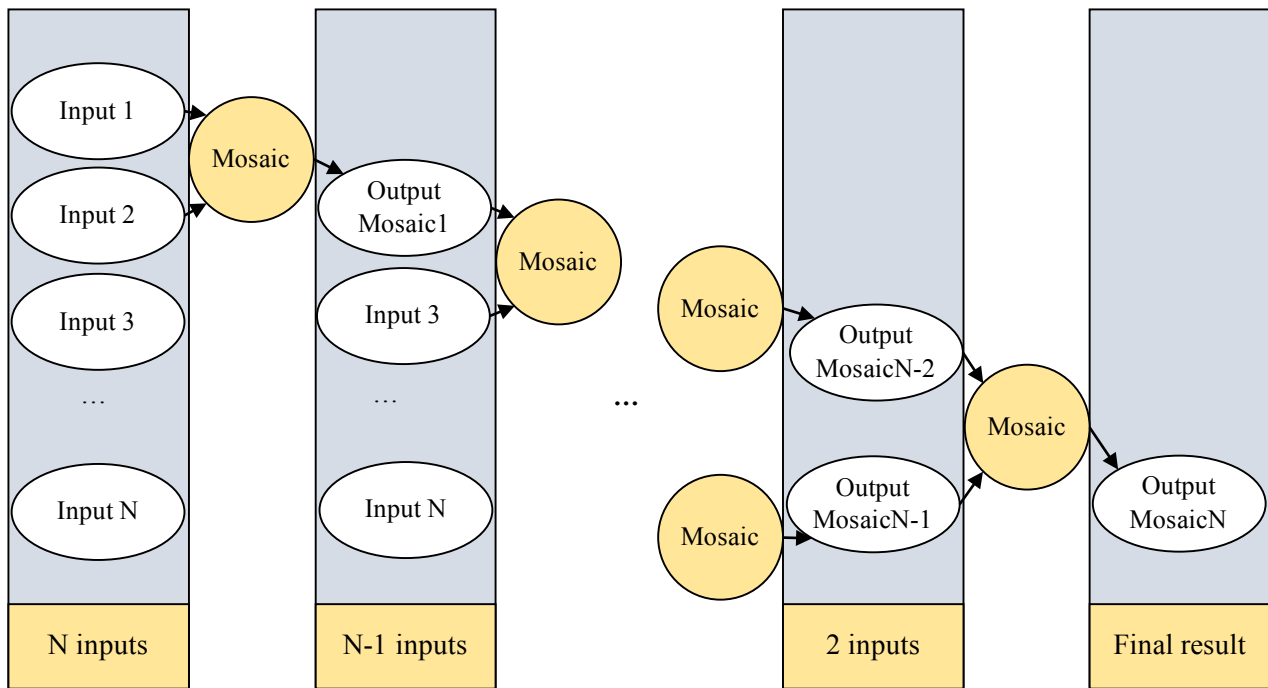 Input 1
Input 2
Input 3
...
Input N
N inputs
Mosaic
Output
Mosaic1
Input 3
...
Input N
N-1 inputs
Mosaic
...
Mosaic
Mosaic
Output
MosaicN-2
Output
MosaicN-1
2 inputs
Mosaic
Output
MosaicN
Final result